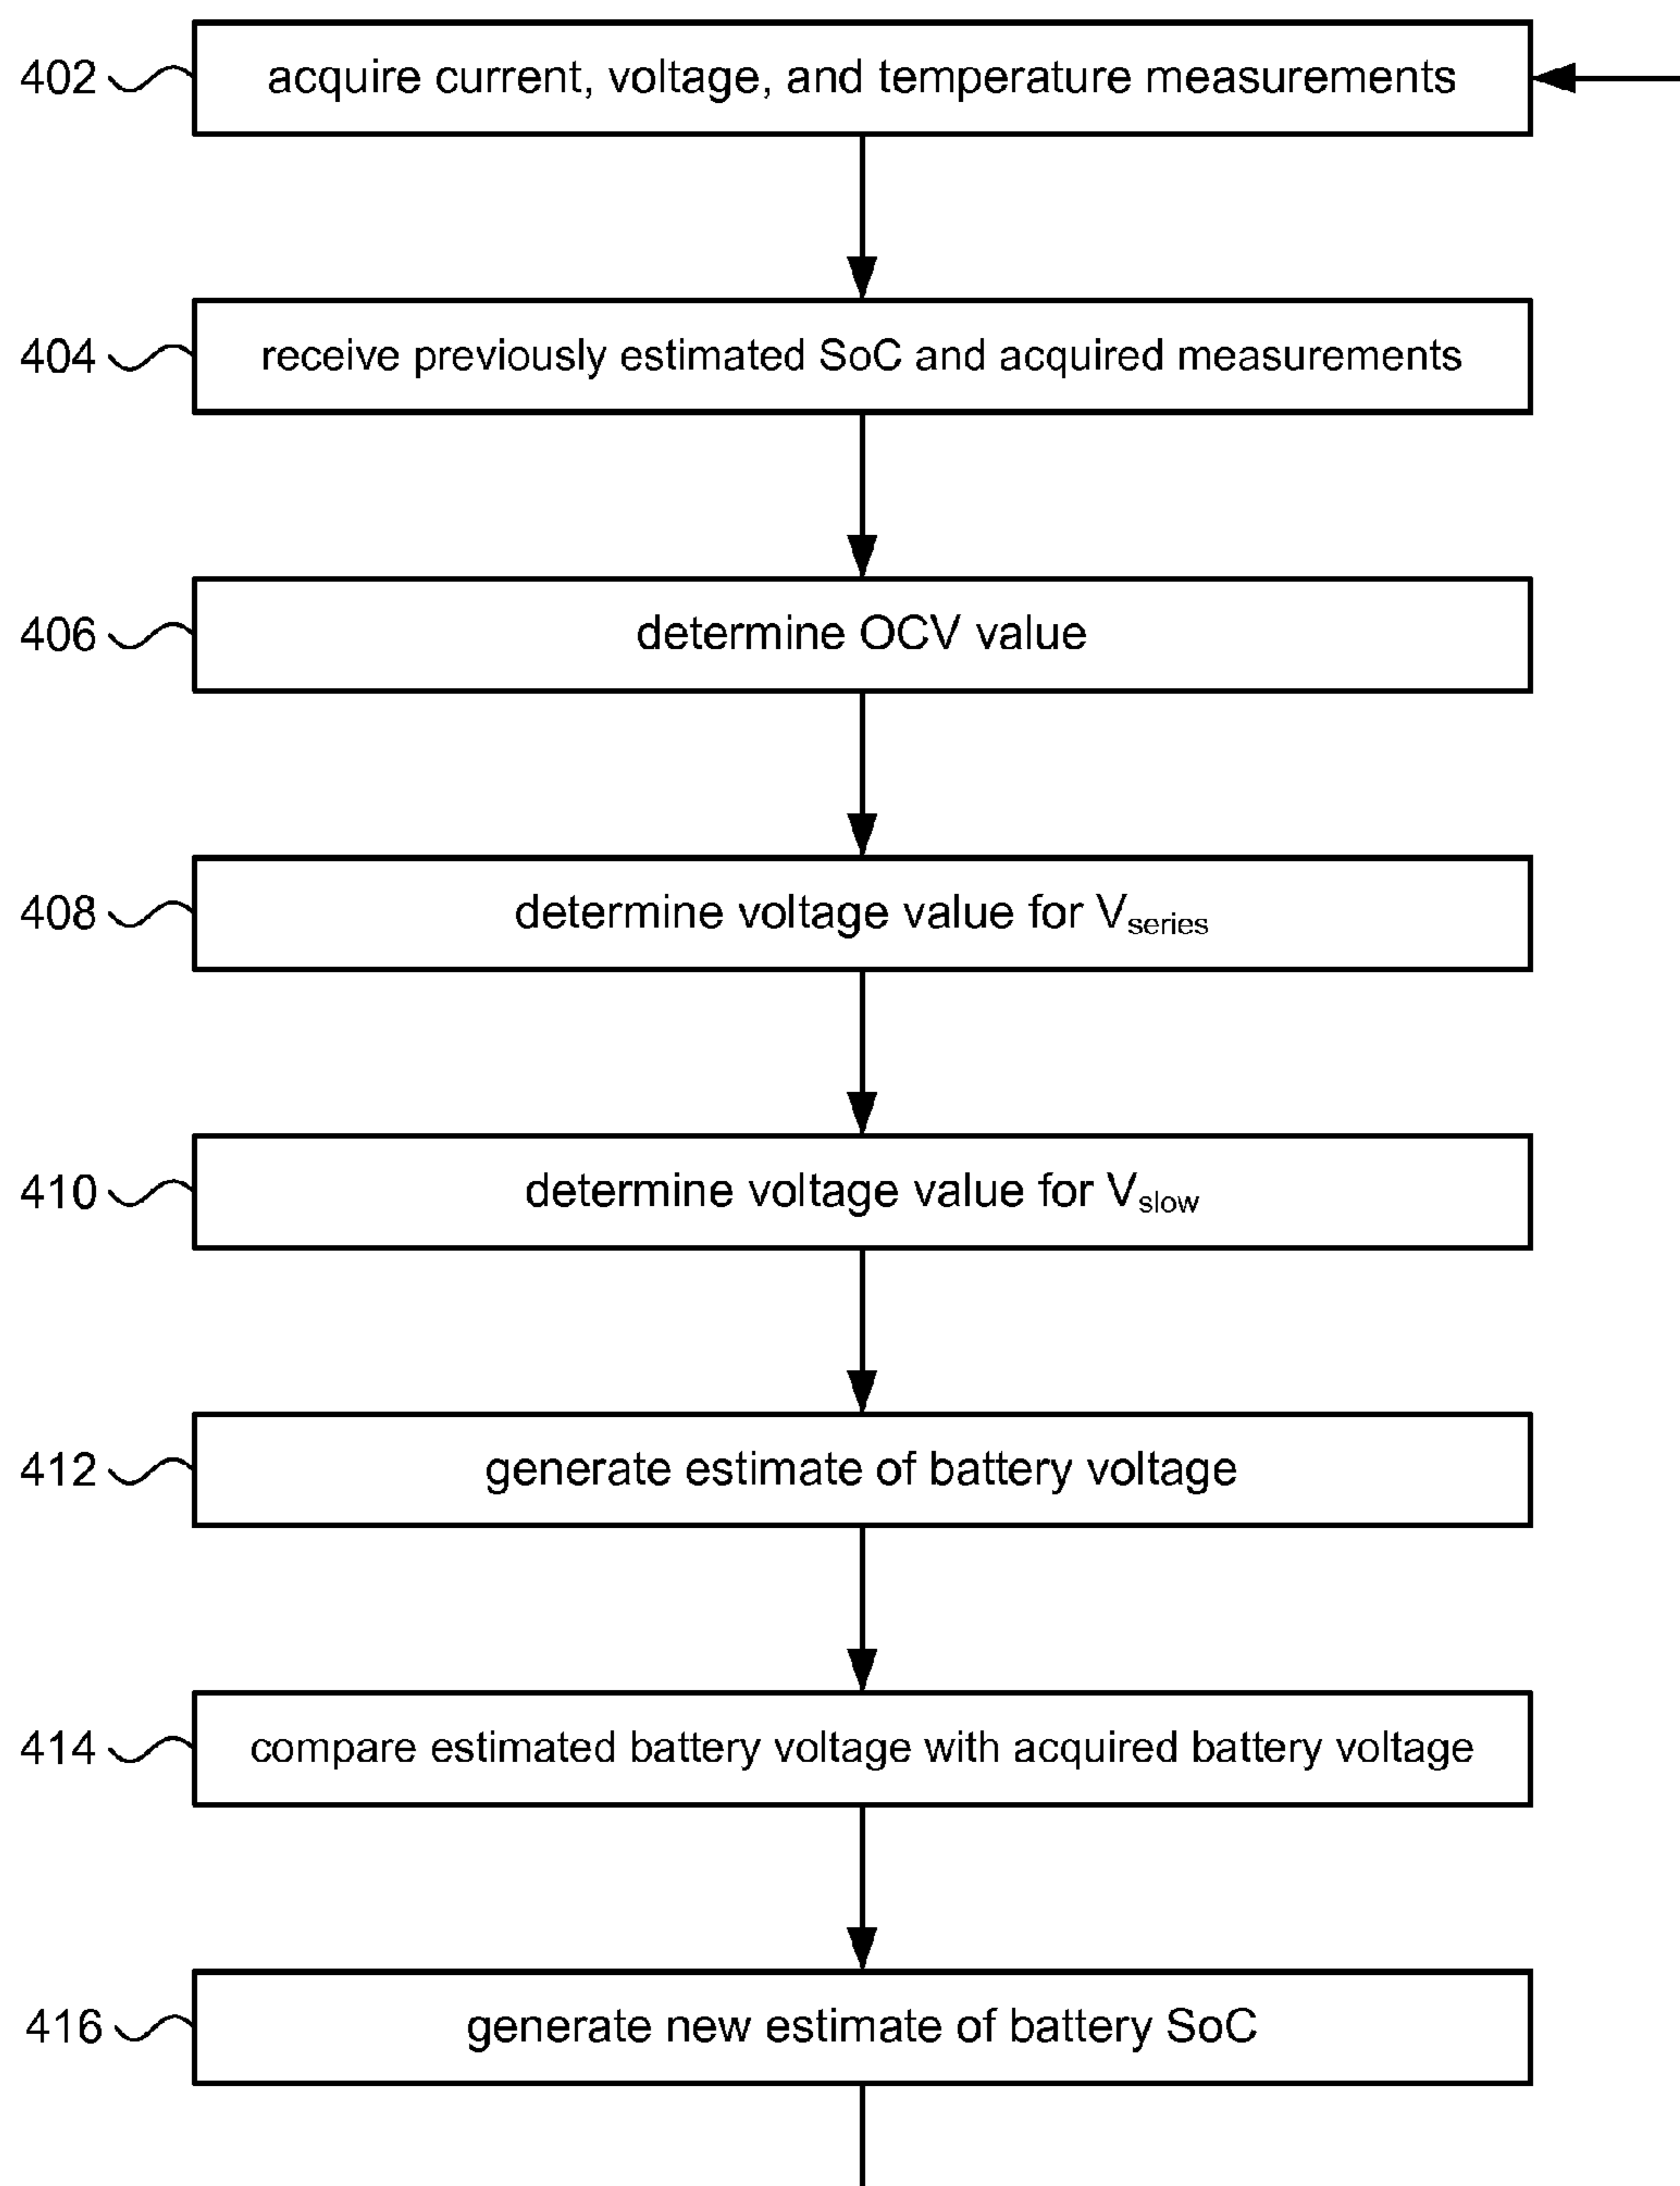 402 acquire current, voltage, and temperature measurements
404 receive previously estimated SoC and acquired measurements
406 determine OCV value
408 determine voltage value for Vseries
410 determine voltage value for Vslow
412 generate estimate of battery voltage
414 compare estimated battery voltage with acquired battery voltage
416 generate new estimate of battery SoC